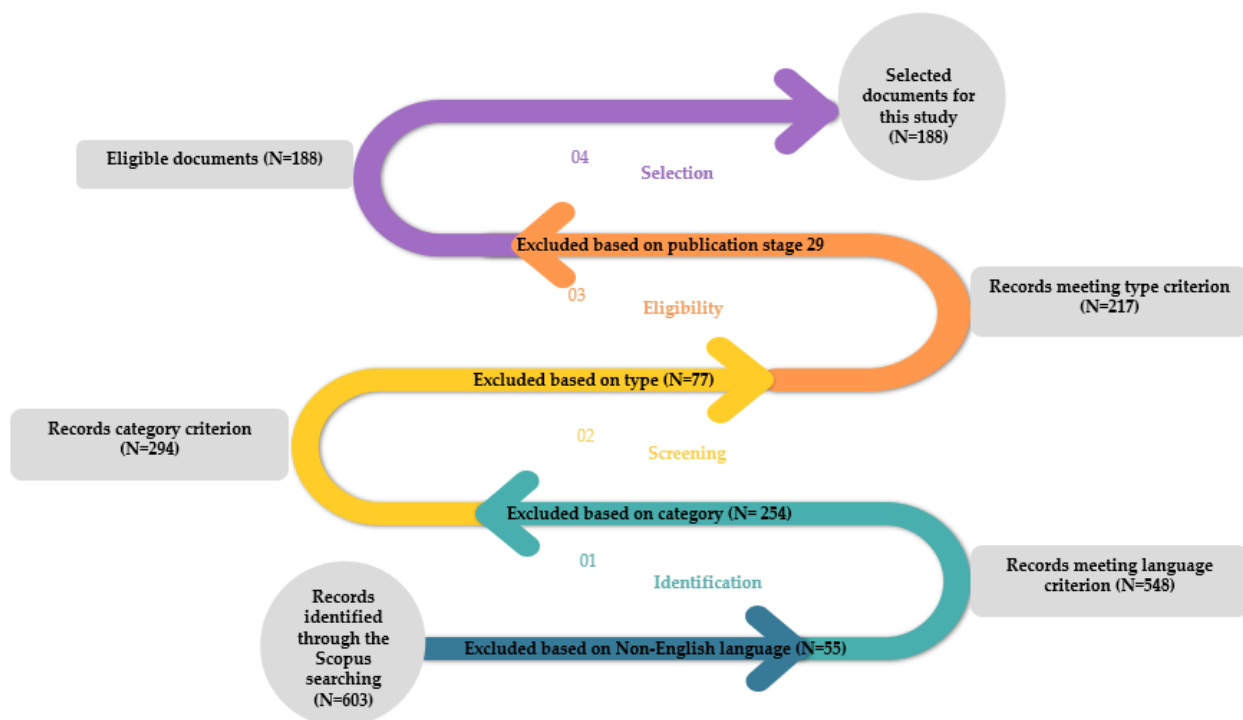 Selected
documents for
this study
(N=188)
Eligible documents (N=188)
04
Selection
Excluded based on publication stage 29
03
Eligibility
Records meeting type criterion
(N=217)
Excluded based on type (N=77)
Records category criterion
(N=294)
02
Screening
Excluded based on category (N= 254)
01
Identification
Records meeting language
criterion (N=548)
Records
identified
through the
Scopus
searching
(N=603)
Excluded based on Non-English language (N=55)